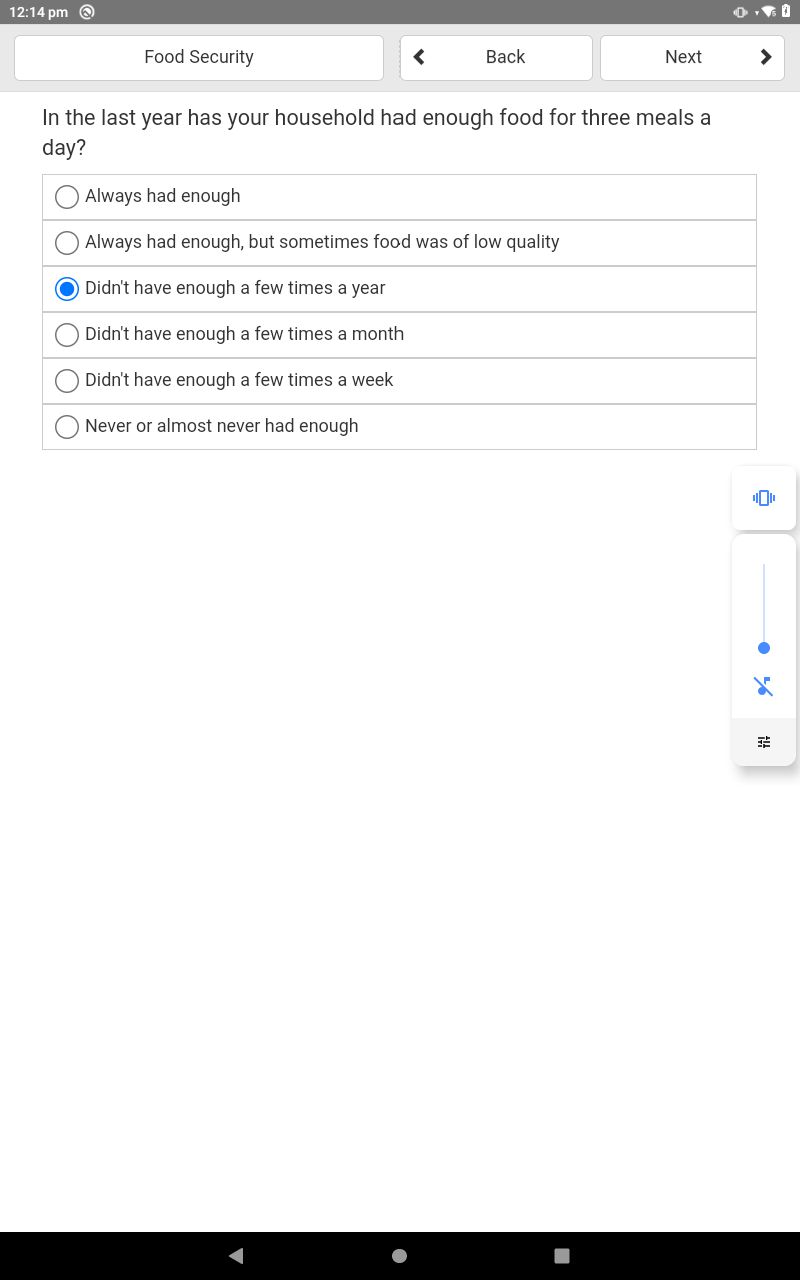 12:14 pm
Food Security
Back
Next
In the last year has your household had enough food for three meals a
day?
Always had enough
Always had enough, but sometimes food was of low quality
Didn't have enough a few times a year
Didn't have enough a few times a month
Didn't have enough a few times a week
Never or almost never had enough